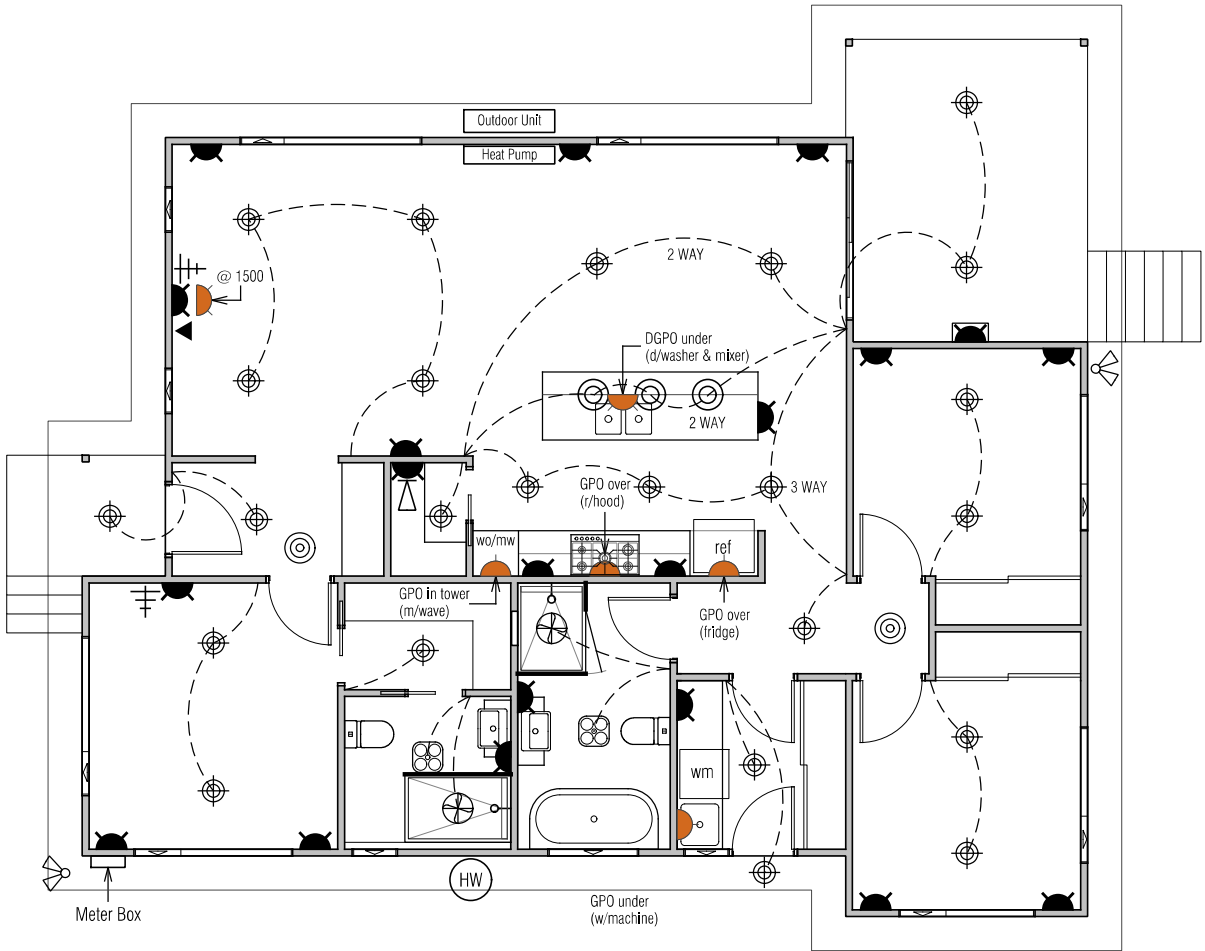 Outdoor Unit
Heat Pump
2 WAY
@ 1500
DGPO under
(d/washer & mixer)
2 WAY
GPO over
(r/hood)
3 WAY
wo/mw
ref
GPO in tower
(m/wave)
GPO over
(fridge)
wm
HW
GPO under
(w/machine)
Meter Box